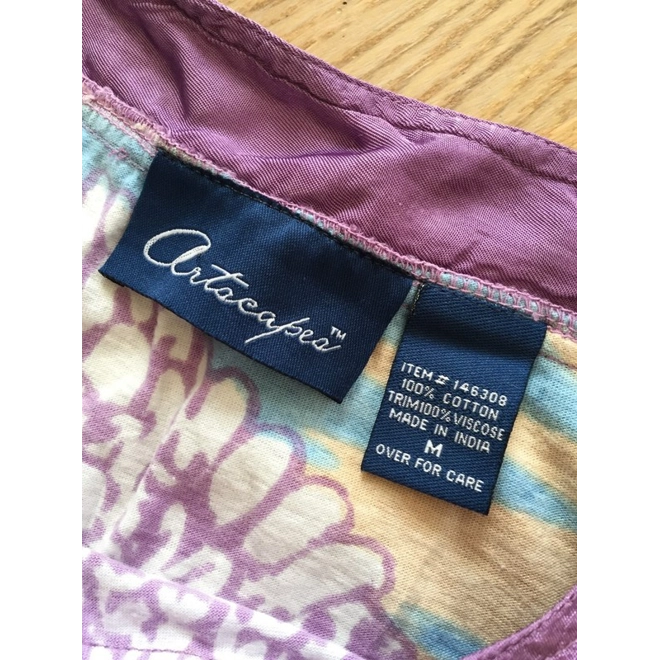 Artscapes™
ITEM # 146308
100% COTTON
TRIM100% VISCOSE
MADE IN INDIA
M
OVER FOR CARE